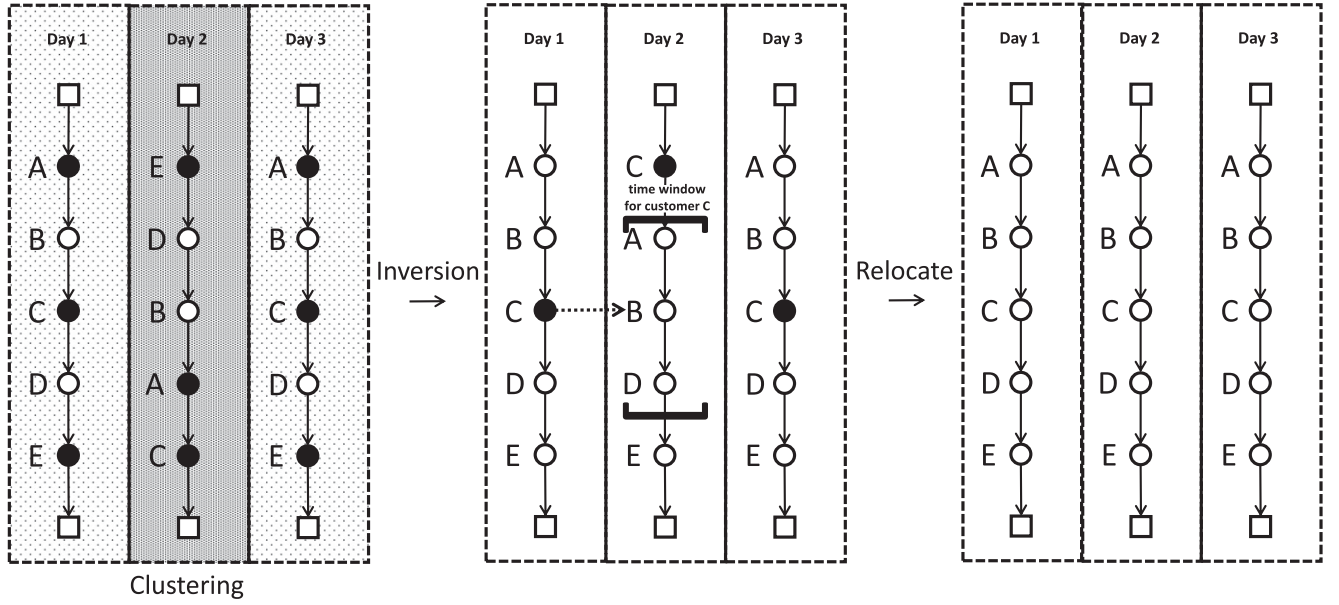 Day 1 Day 2 Day 3
A E A
B D B
C B C
D A D
E C E
Clustering
Inversion
Day 1 Day 2 Day 3
A C A
time window
for customer C
B A B
C B C
D D D
E E E
Relocate
Day 1 Day 2 Day 3
A A A
B B B
C C C
D D D
E E E